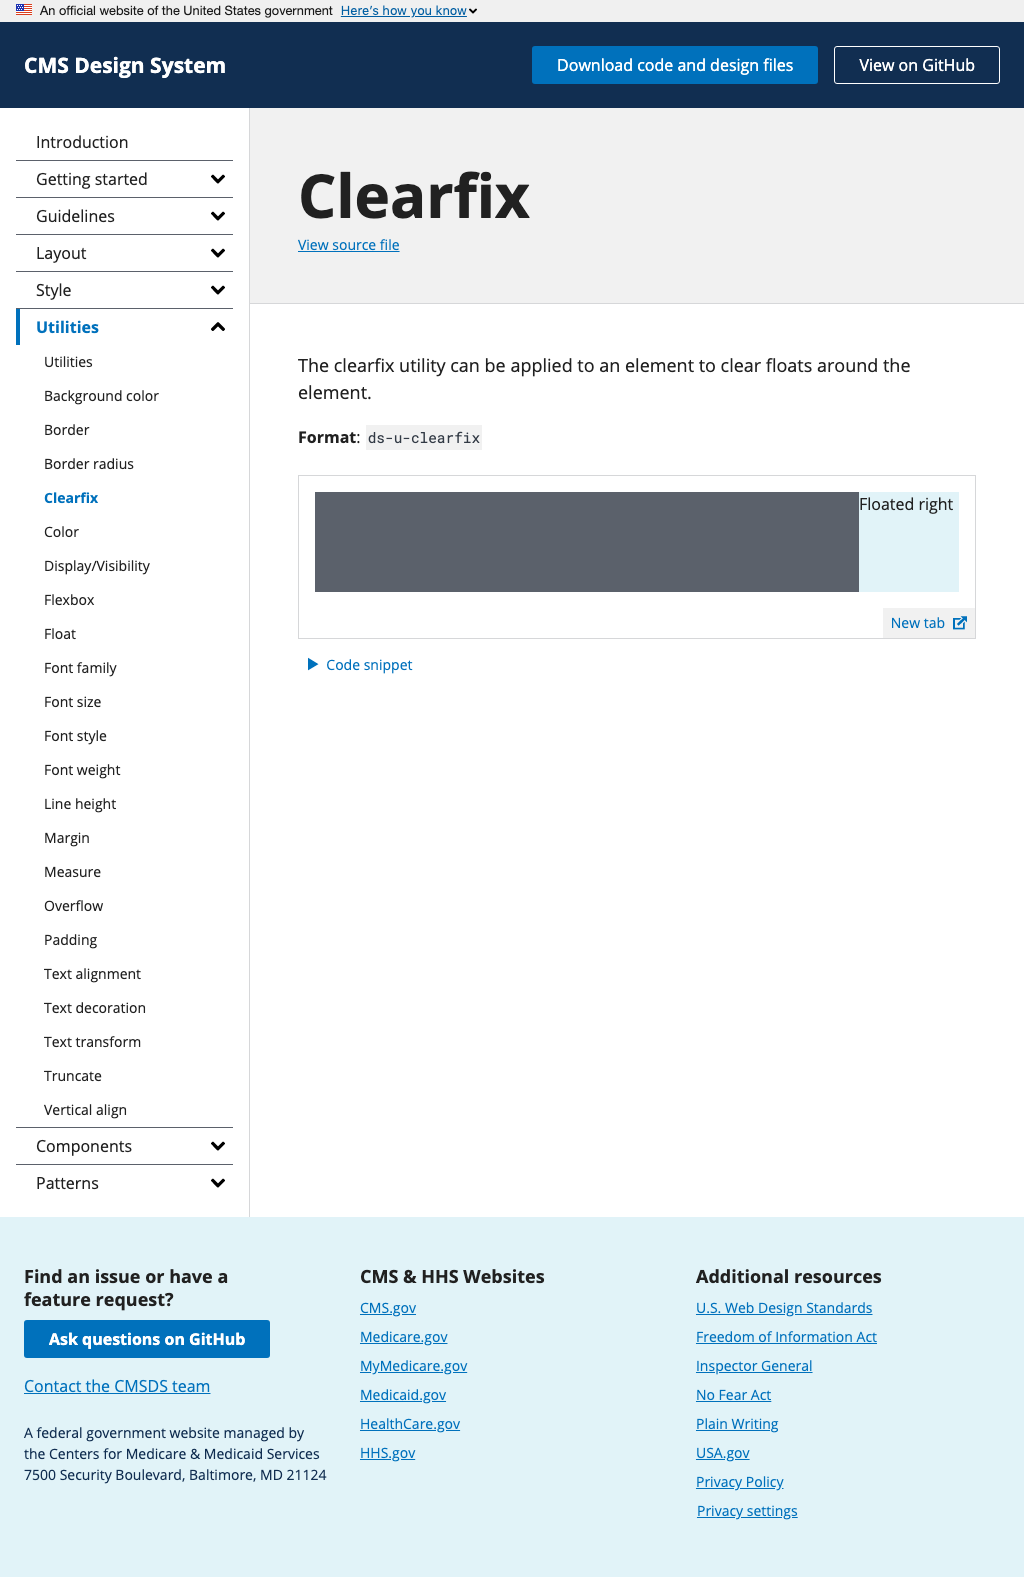 An official website of the United States government Here's how you know
CMS Design System
Download code and design files
View on GitHub
Introduction
Getting started
Guidelines
Layout
Style
Utilities
Utilities
Background color
Border
Border radius
Clearfix
Color
Display/Visibility
Flexbox
Float
Font family
Font size
Font style
Font weight
Line height
Margin
Measure
Overflow
Padding
Text alignment
Text decoration
Text transform
Truncate
Vertical align
Components
Patterns
Clearfix
View source file
The clearfix utility can be applied to an element to clear floats around the
element.
Format: ds-u-clearfix
Floated right
New tab
Code snippet
Find an issue or have a
feature request?
Ask questions on GitHub
Contact the CMSDS team
A federal government website managed by
the Centers for Medicare & Medicaid Services
7500 Security Boulevard, Baltimore, MD 21124
CMS & HHS Websites
CMS.gov
Medicare.gov
MyMedicare.gov
Medicaid.gov
HealthCare.gov
HHS.gov
Additional resources
U.S. Web Design Standards
Freedom of Information Act
Inspector General
No Fear Act
Plain Writing
USA.gov
Privacy Policy
Privacy settings